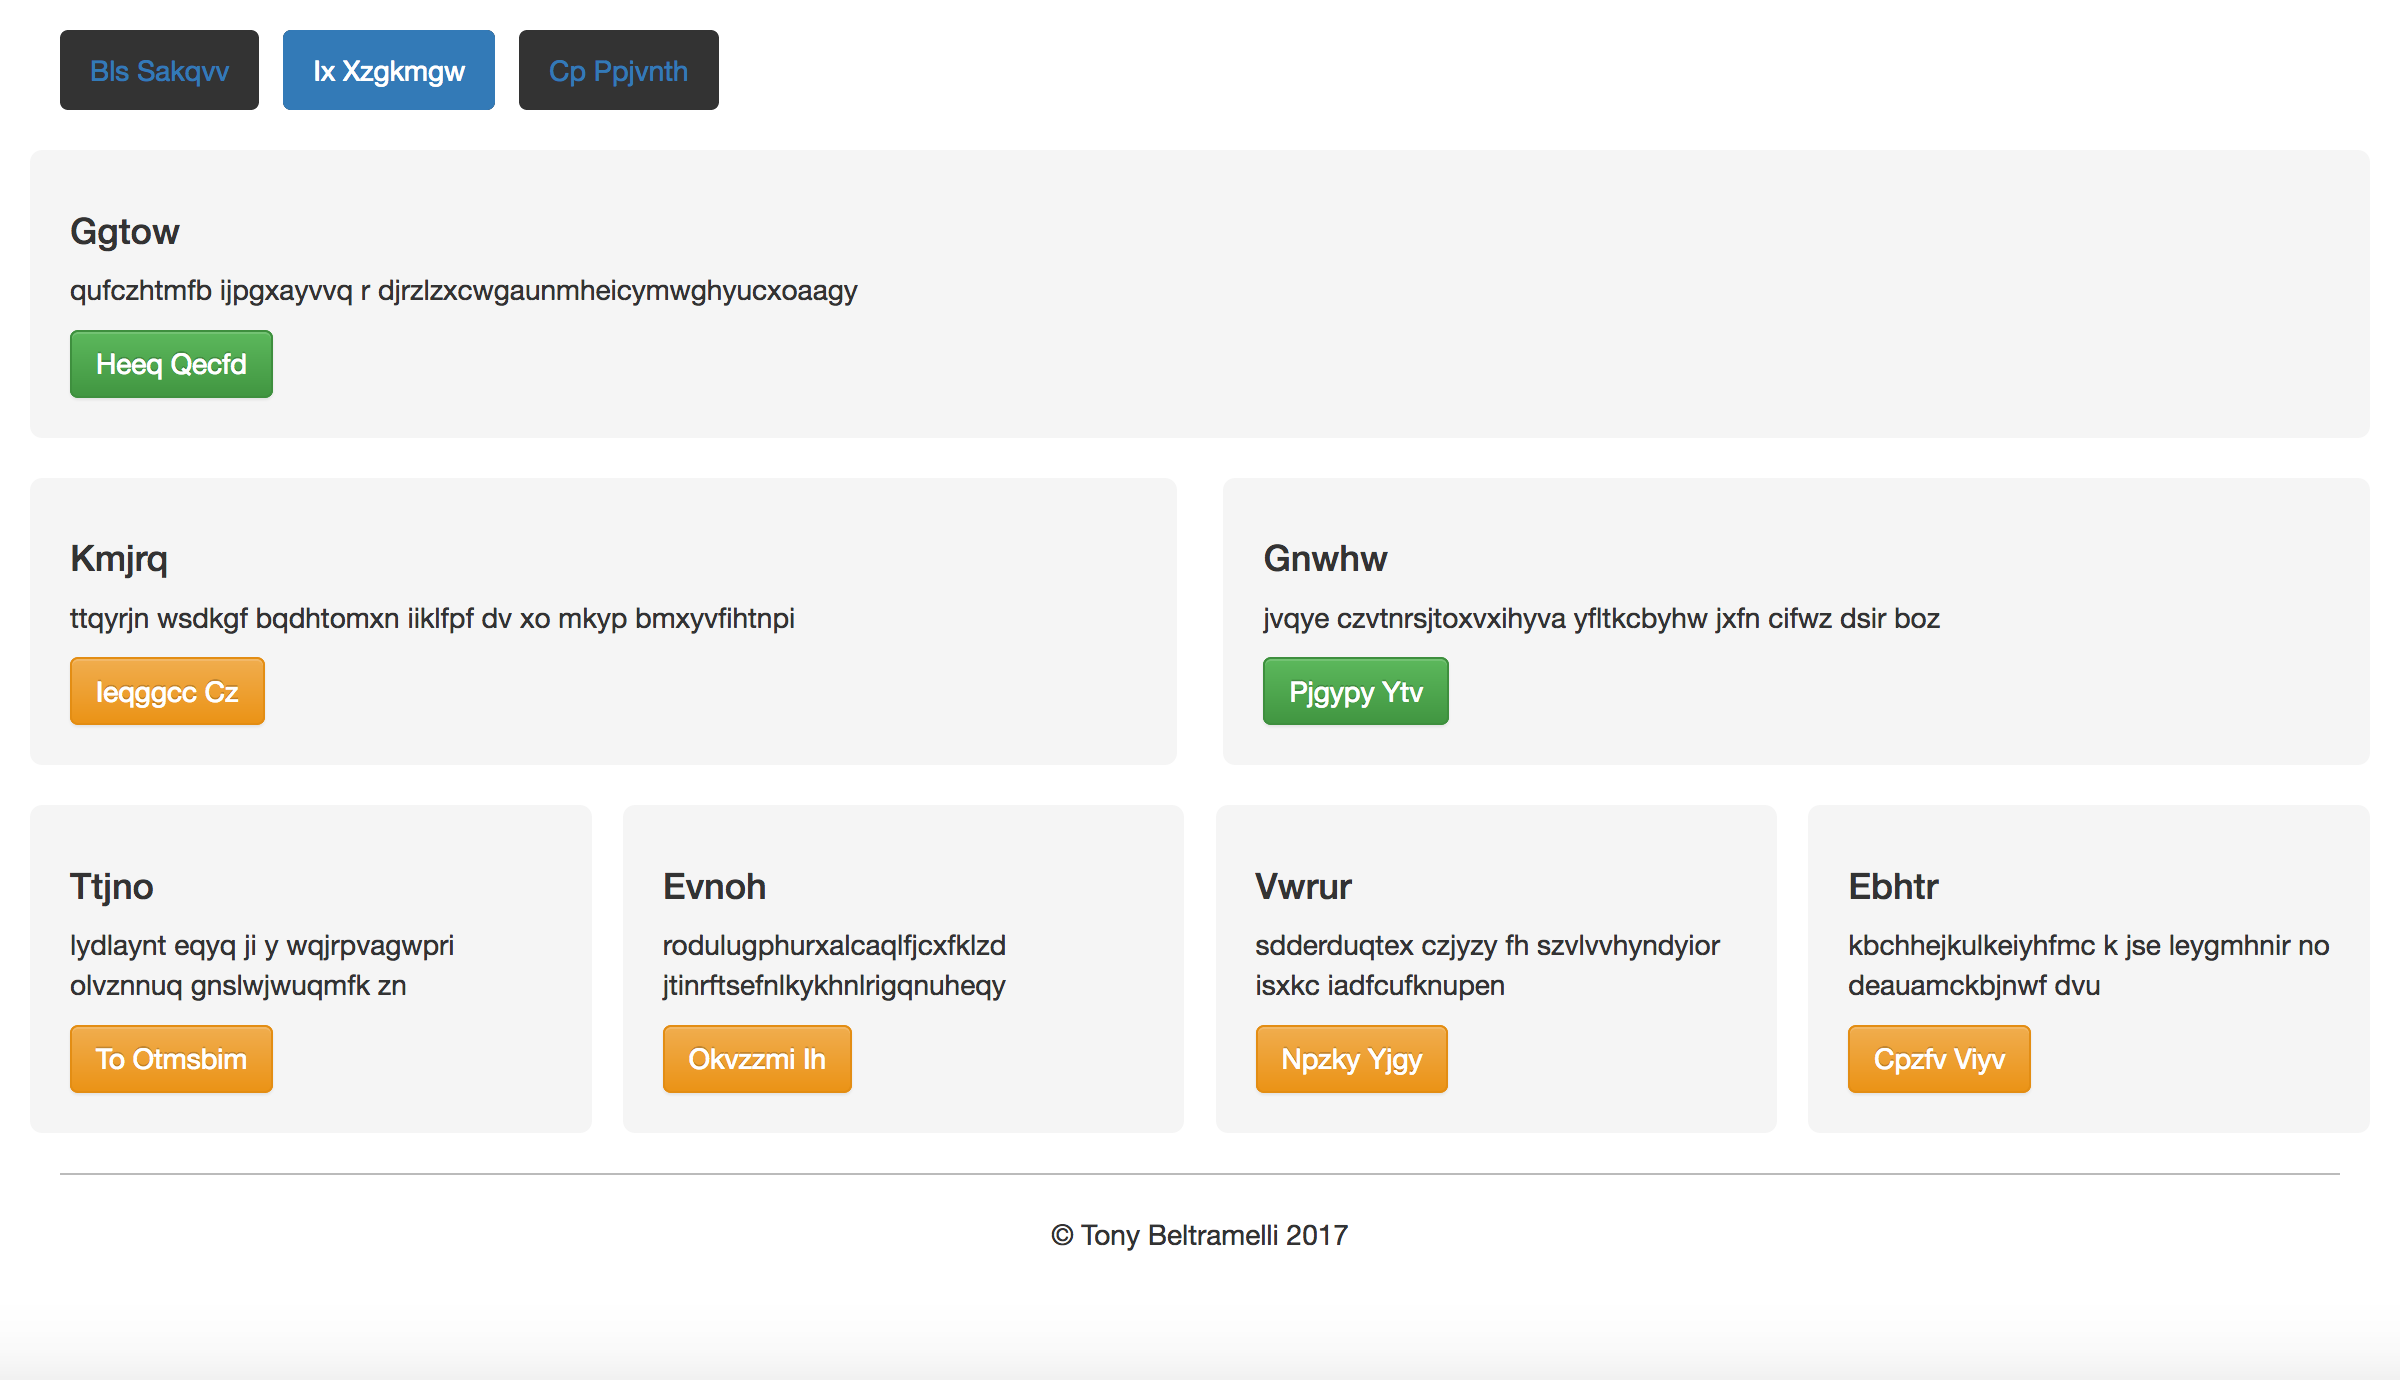 Bls Sakqvv Ix Xzgkmgw Cp Ppjvnth
Ggtow
qufczhtmfb ijpgxayvvq r djrzlzxcwgaunmheicymwghyucxoaagy
Heeq Qecfd
Kmjrq
ttqyrjn wsdkgf bqdhtomxn iiklfpf dv xo mkyp bmxyvfihtnpi
Ieqggcc Cz
Gnwhw
jvqye czvtnrsjtoxvxihyva yfltkcbyhw jxfn cifwz dsir boz
Pjgypy Ytv
Ttjno
lydlaynt eqyq ji y wqjrpvagwpri
olvznnuq gnslwjwuqmfk zn
To Otmsbim
Evnoh
rodulugphurxalcaqlfjcxfklzd
jtinrftsefnlkykhnlrigqnuheqy
Okvzzmi Ih
Vwrur
sdderduqtex czjyzy fh szvlvvhyndyior
isxkc iadfcufknupen
Npzky Yjgy
Ebhtr
kbchhejkulkeiyhfmc k jse leygmhnir no
deauamckbjnwf dvu
Cpzfv Viyv
© Tony Beltramelli 2017